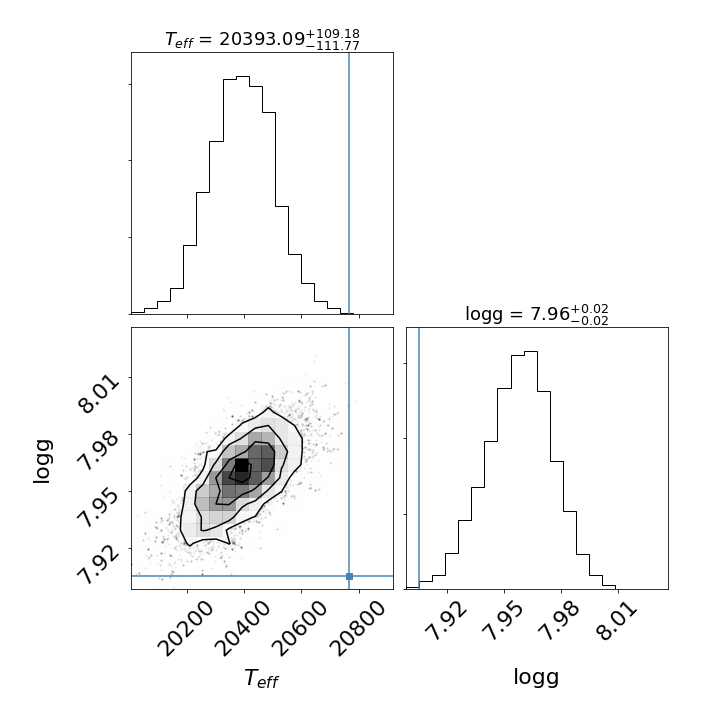 T_eff = 20393.09^{+109.18}_{-111.77}
logg = 7.96^{+0.02}_{-0.02}
8.01
7.98
7.95
7.92
logg
20200
20400
20600
20800
T_eff
7.92
7.95
7.98
8.01
logg